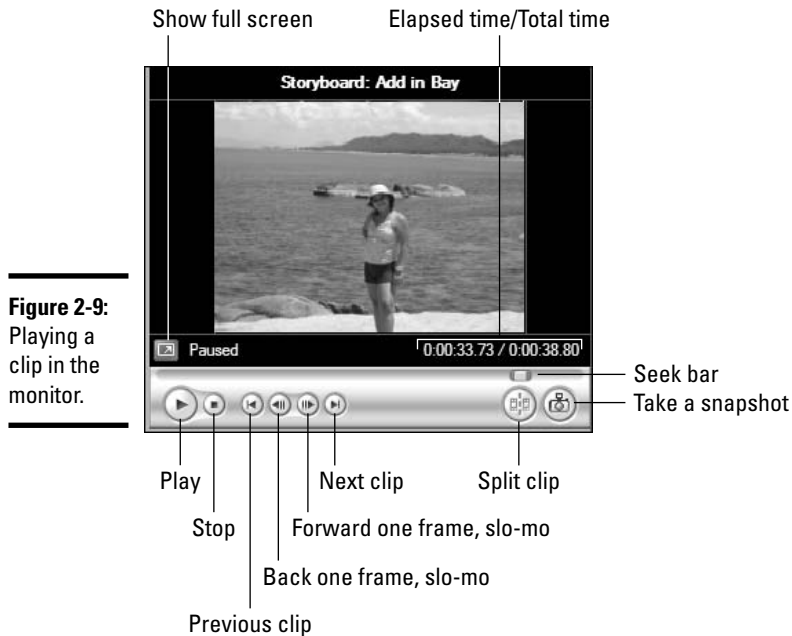 Show full screen
Elapsed time/Total time
Storyboard: Add in Bay
Figure 2-9:
Playing a
clip in the
monitor.
Paused
0:00:33.73 / 0:00:38.80
Seek bar
Take a snapshot
Play
Next clip
Split clip
Stop
Forward one frame, slo-mo
Back one frame, slo-mo
Previous clip